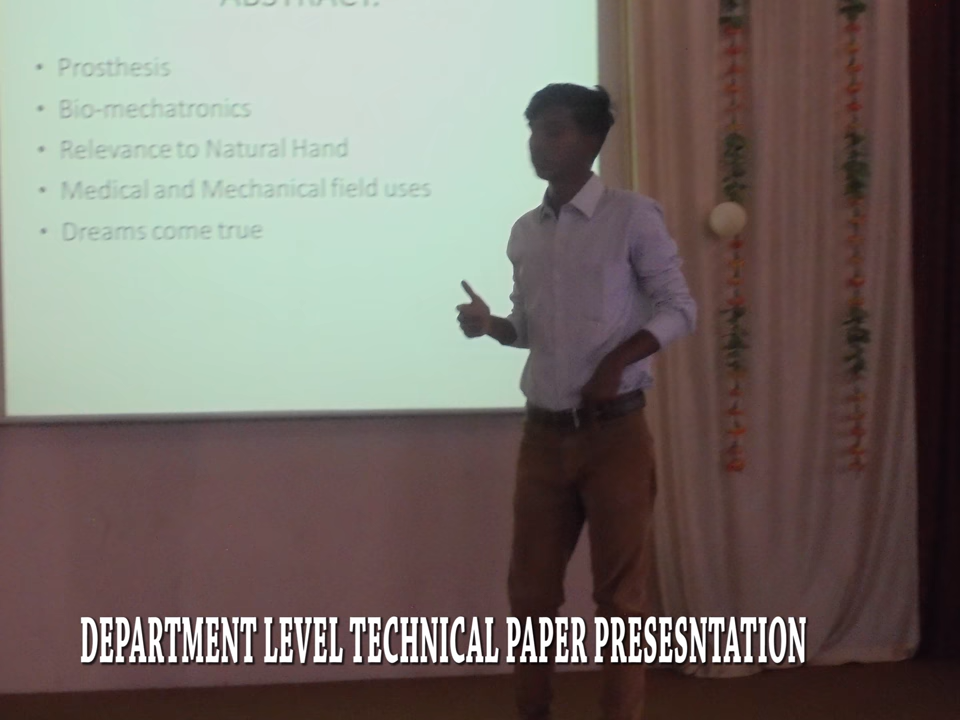 ABSTRACT:
• Prosthesis
• Bio-mechatronics
• Relevance to Natural Hand
• Medical and Mechanical field uses
• Dreams come true
DEPARTMENT LEVEL TECHNICAL PAPER PRESESNTATION